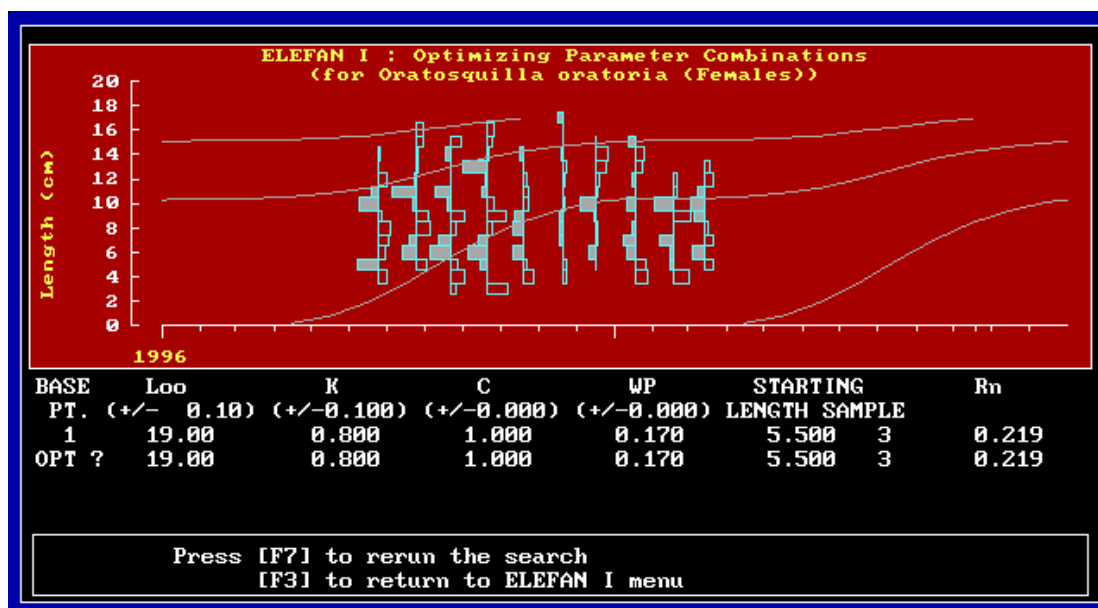 ELEFAN I : Optimizing Parameter Combinations
(for Oratosquilla oratoria (Females))
20
18
16
14
12
10
8
6
4
2
0
Length (cm)
1996
BASE Loo K C WP STARTING Rn
PT. (+/- 0.10) (+/-0.100) (+/-0.000) (+/-0.000) LENGTH SAMPLE
1 19.00 0.800 1.000 0.170 5.500 3 0.219
OPT ? 19.00 0.800 1.000 0.170 5.500 3 0.219
Press [F7] to rerun the search
[F3] to return to ELEFAN I menu